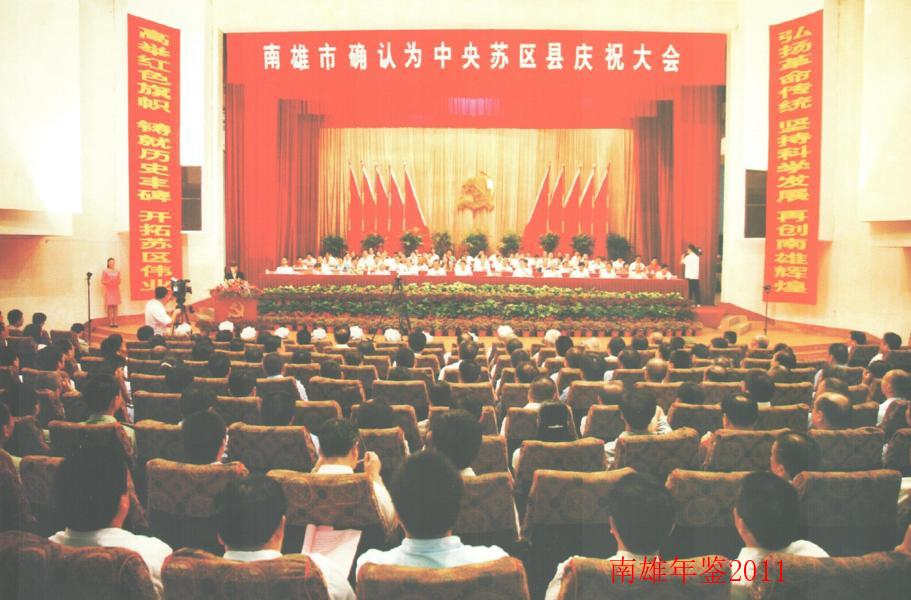 南雄市确认为中央苏区县庆祝大会
高举红色旗帜 铸就历史丰碑 开拓苏区伟业
弘扬革命传统 坚持科学发展 再创南雄辉煌
南雄年鉴2011